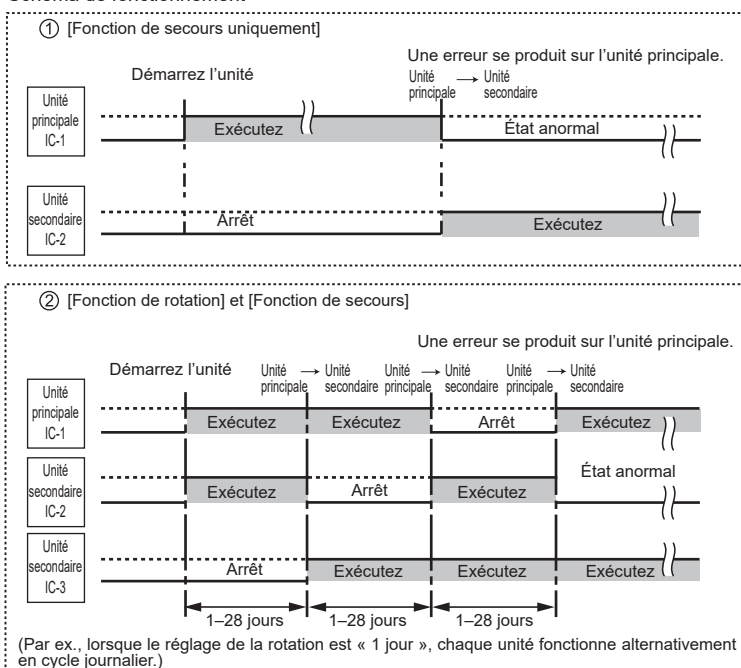 ① [Fonction de secours uniquement]
Une erreur se produit sur l’unité principale.
Démarrez l’unité
Unité principale → Unité secondaire
Unité
principale
IC-1
Exécutez
État anormal
Unité
secondaire
IC-2
Arrêt
Exécutez
② [Fonction de rotation] et [Fonction de secours]
Une erreur se produit sur l’unité principale.
Démarrez l’unité
Unité principale → Unité secondaire
Unité principale → Unité secondaire
Unité principale → Unité secondaire
Unité
principale
IC-1
Exécutez
Exécutez
Arrêt
Exécutez
Unité
secondaire
IC-2
Exécutez
Arrêt
Exécutez
État anormal
Unité
secondaire
IC-3
Arrêt
Exécutez
Exécutez
Exécutez
1–28 jours
1–28 jours
1–28 jours
(Par ex., lorsque le réglage de la rotation est « 1 jour », chaque unité fonctionne alternativement
en cycle journalier.)